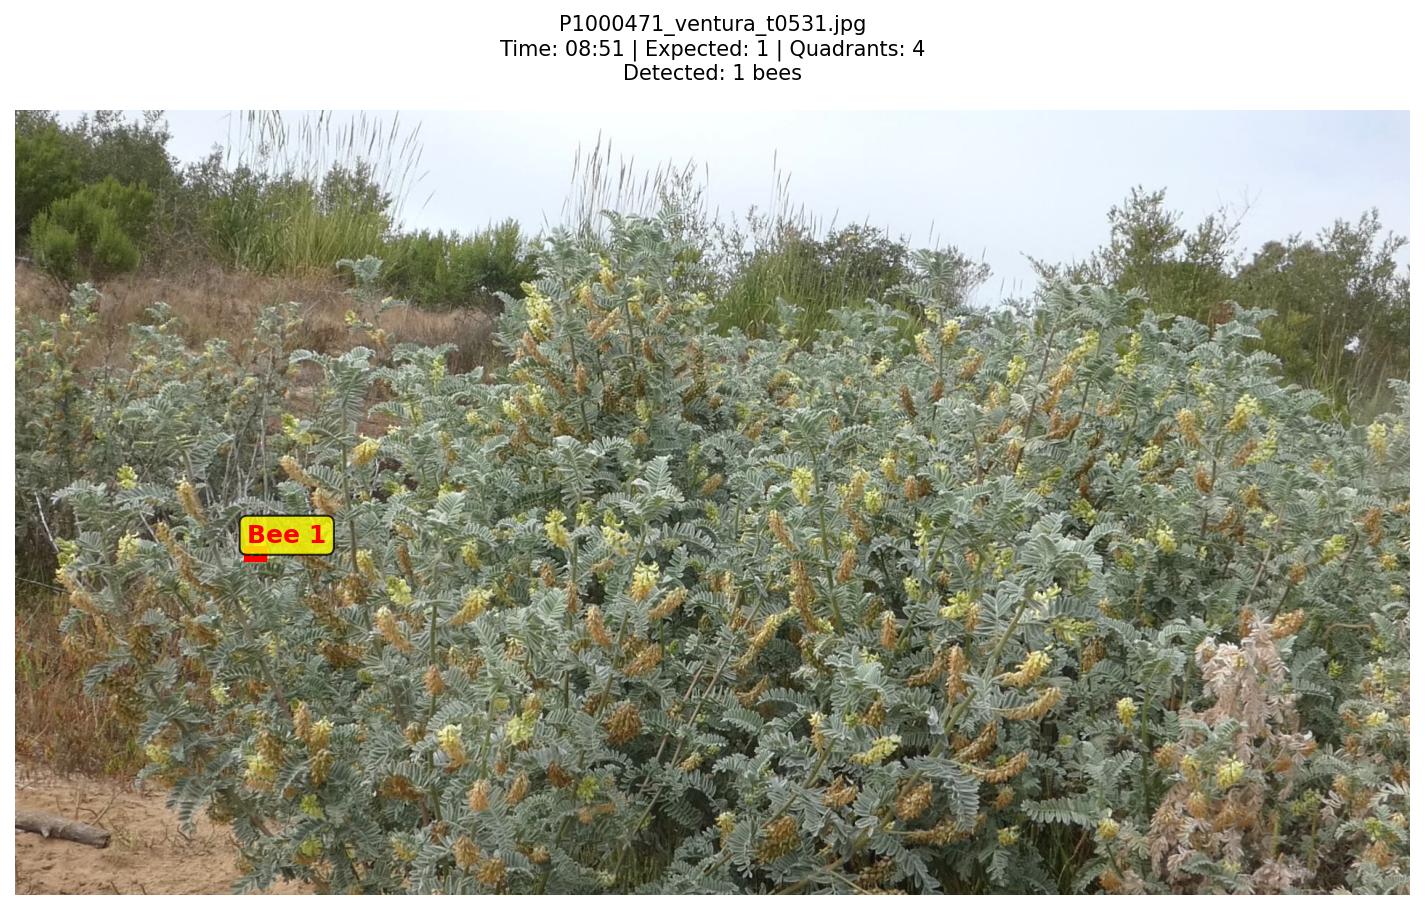 P1000471_ventura_t0531.jpg
Time: 08:51 | Expected: 1 | Quadrants: 4
Detected: 1 bees
Bee 1